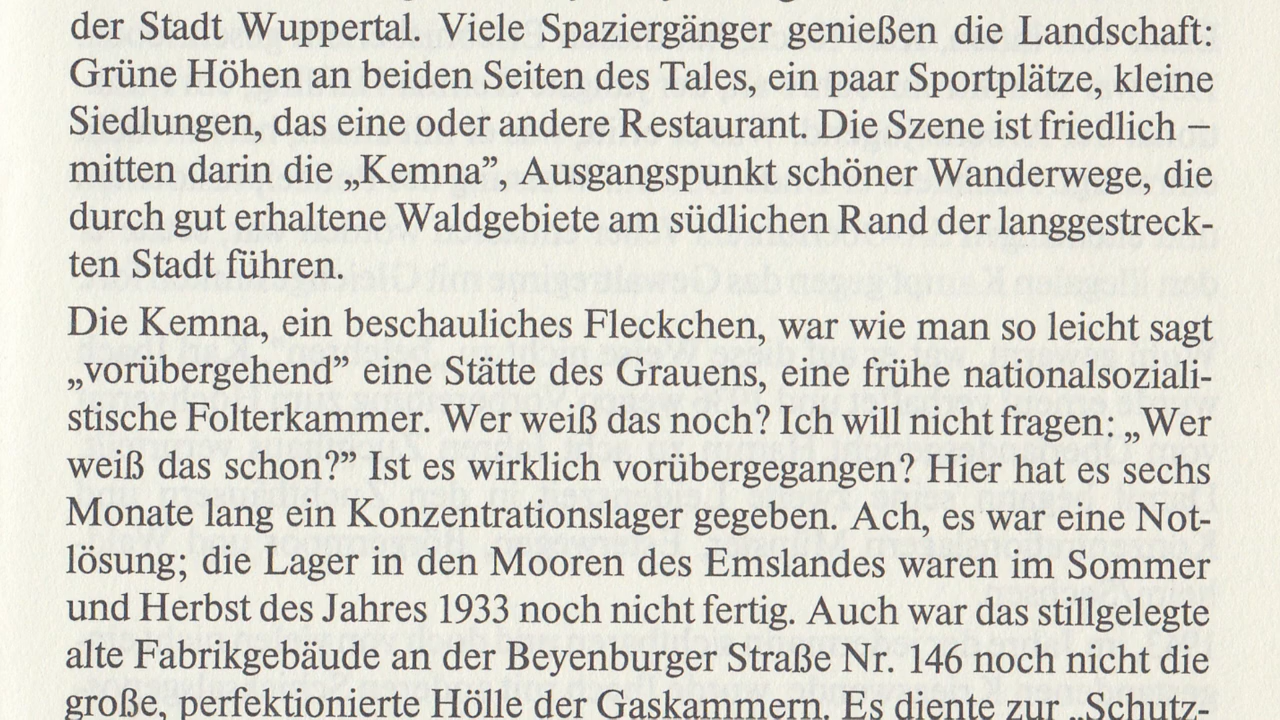 der Stadt Wuppertal. Viele Spaziergänger genießen die Landschaft.
Grüne Höhen an beiden Seiten des Tales, ein paar Sportplätze, kleine
Siedlungen, das eine oder andere Restaurant. Die Szene ist friedlich –
mitten darin die „Kemna”, Ausgangspunkt schöner Wanderwege, die
durch gut erhaltene Waldgebiete am südlichen Rand der langgestreck-
ten Stadt führen.
Die Kemna, ein beschauliches Fleckchen, war wie man so leicht sagt
„vorübergehend” eine Stätte des Grauens, eine frühe nationalsoziali-
stische Folterkammer. Wer weiß das noch? Ich will nicht fragen: „Wer
weiß das schon?” Ist es wirklich vorübergegangen? Hier hat es sechs
Monate lang ein Konzentrationslager gegeben. Ach, es war eine Not-
lösung; die Lager in den Mooren des Emslandes waren im Sommer
und Herbst des Jahres 1933 noch nicht fertig. Auch war das stillgelegte
alte Fabrikgebäude an der Beyenburger Straße Nr. 146 noch nicht die
große, perfektionierte Hölle der Gaskammern. Es diente zur „Schutz-